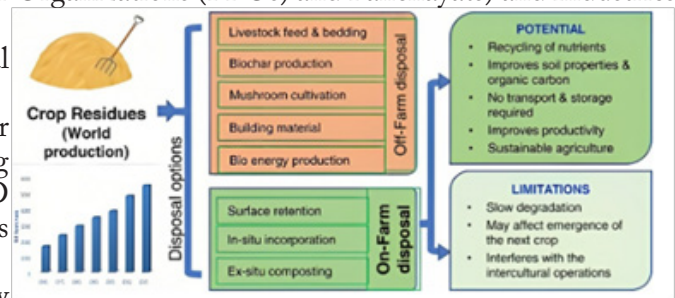 Crop Residues
(World
production)
Disposal options
Livestock feed & bedding
Biochar production
Mushroom cultivation
Building material
Bio energy production
Off-Farm disposal
Surface retention
In-situ incorporation
Ex-situ composting
On-Farm
disposal
POTENTIAL
• Recycling of nutrients
• Improves soil properties &
organic carbon
• No transport & storage
required
• Improves productivity
• Sustainable agriculture
LIMITATIONS
• Slow degradation
• May affect emergence of
the next crop
• Interferes with the
intercultural operations